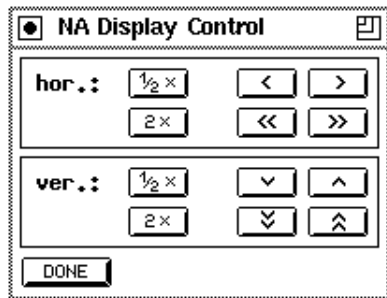 NA Display Control
hor.: ½ × < >
2 × << >>
ver.: ½ ×
2 ×
DONE